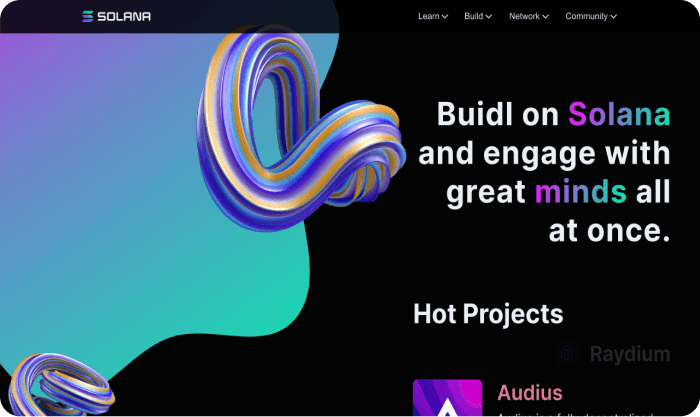 SOLANA
Learn Build Network Community
Buidl on Solana
and engage with
great minds all
at once.
Hot Projects
Raydium
Audius